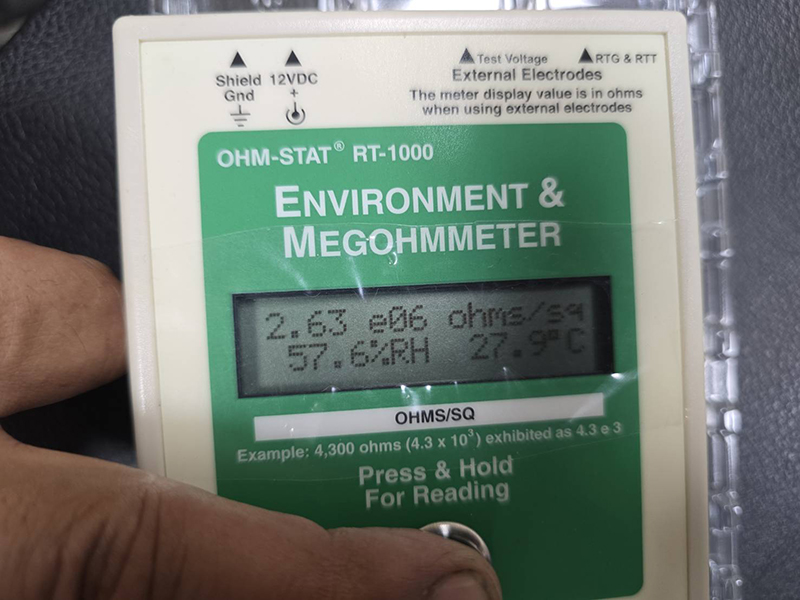 Shield 12VDC
Gnd +
Test Voltage RTG & RTT
External Electrodes
The meter display value is in ohms
when using external electrodes
OHM-STAT® RT-1000
ENVIRONMENT &
MEGOHMMETER
2.63 e06 ohms/sq
57.6%RH 27.9°C
OHMS/SQ
Example: 4,300 ohms (4.3 x 10³) exhibited as 4.3 e 3
Press & Hold
For Reading